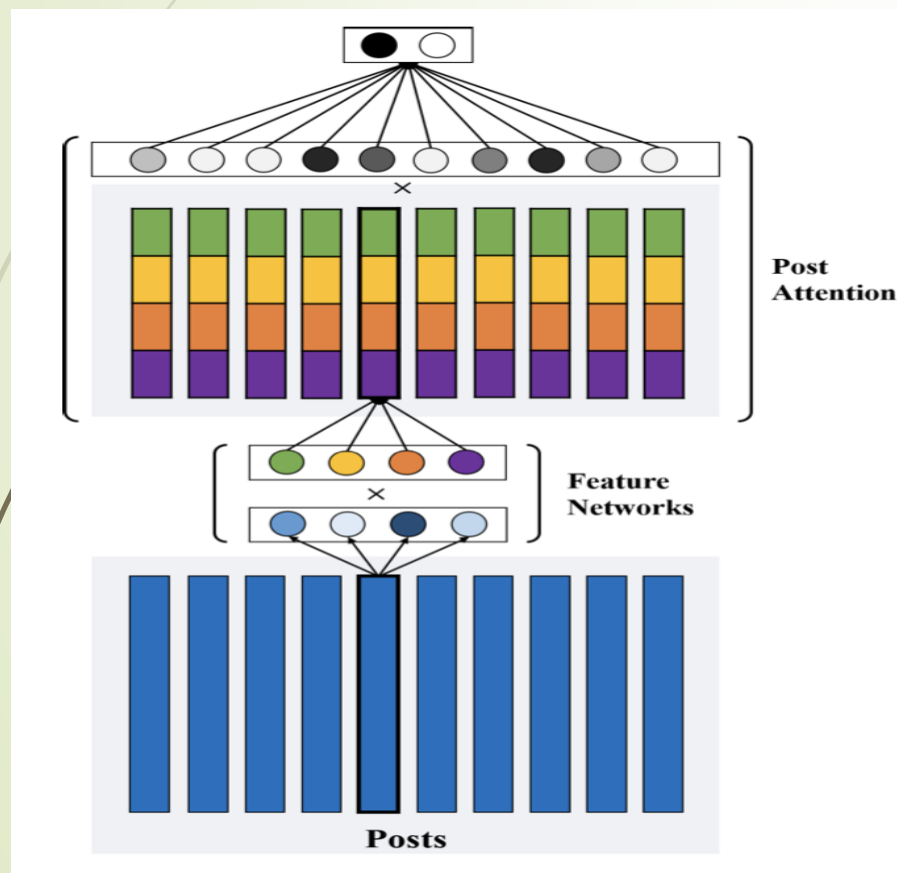 ×
Post
Attention
×
Feature
Networks
Posts